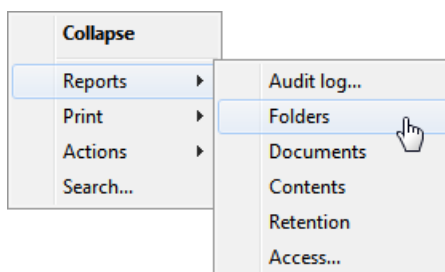 Collapse
Reports
Print
Actions
Search...
Audit log...
Folders
Documents
Contents
Retention
Access...